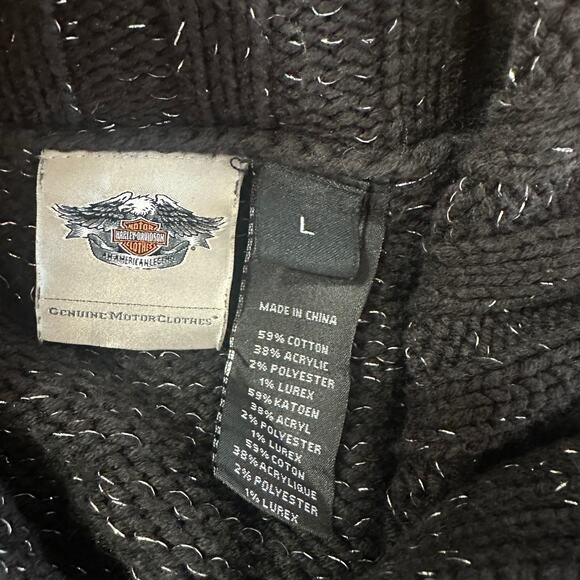 MOTOR
HARLEY-DAVIDSON
CLOTHES
AN AMERICAN LEGEND
GENUINE MOTORCLOTHES™
L
MADE IN CHINA
59% COTTON
38% ACRYLIC
2% POLYESTER
1% LUREX
59% KATOEN
38% ACRYL
2% POLYESTER
1% LUREX
59% COTON
38% ACRYLIQUE
2% POLYESTER
1% LUREX